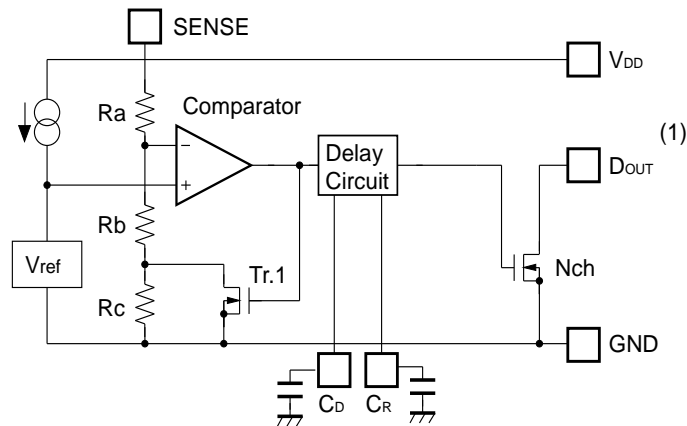 SENSE
VDD
Ra
Comparator
(1)
−
Delay
Circuit
DOUT
+
Rb
Vref
Tr.1
Nch
Rc
GND
CD
CR